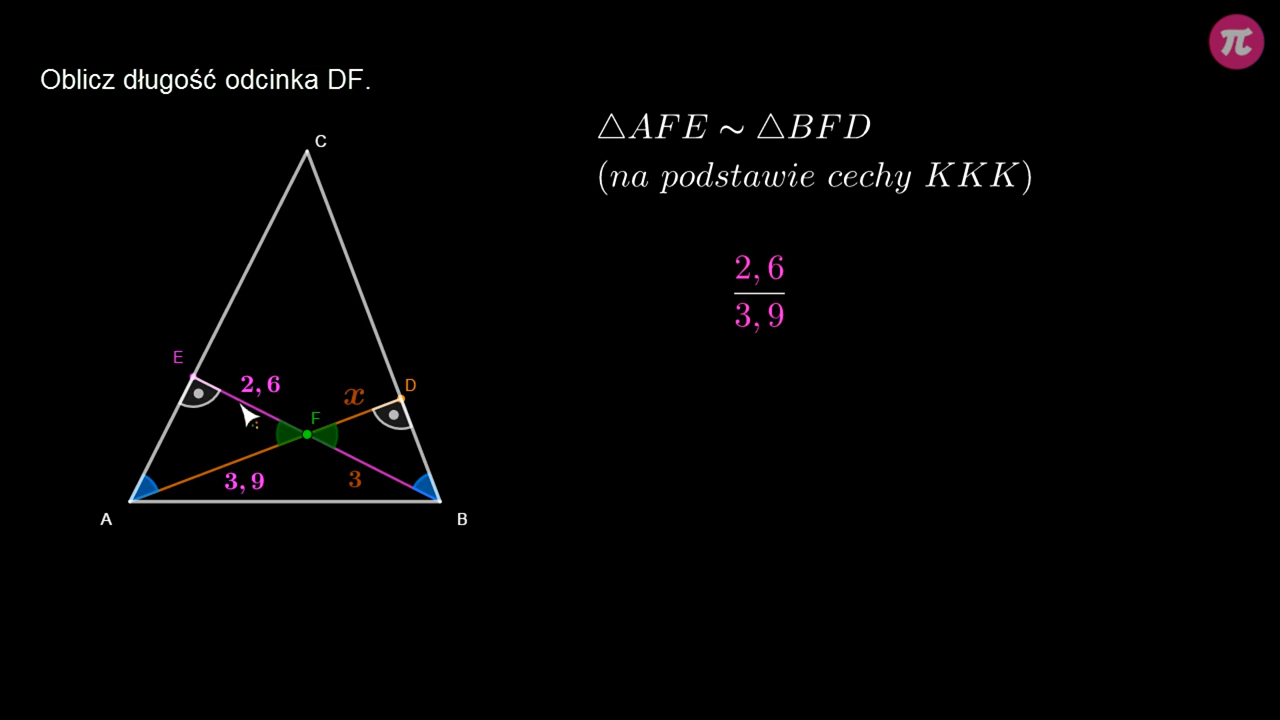 π
Oblicz długość odcinka DF.
△AFE ∼ △BFD
(na podstawie cechy KKK)
2,6
3,9
C
E
2,6
x
D
F
3,9
3
A
B